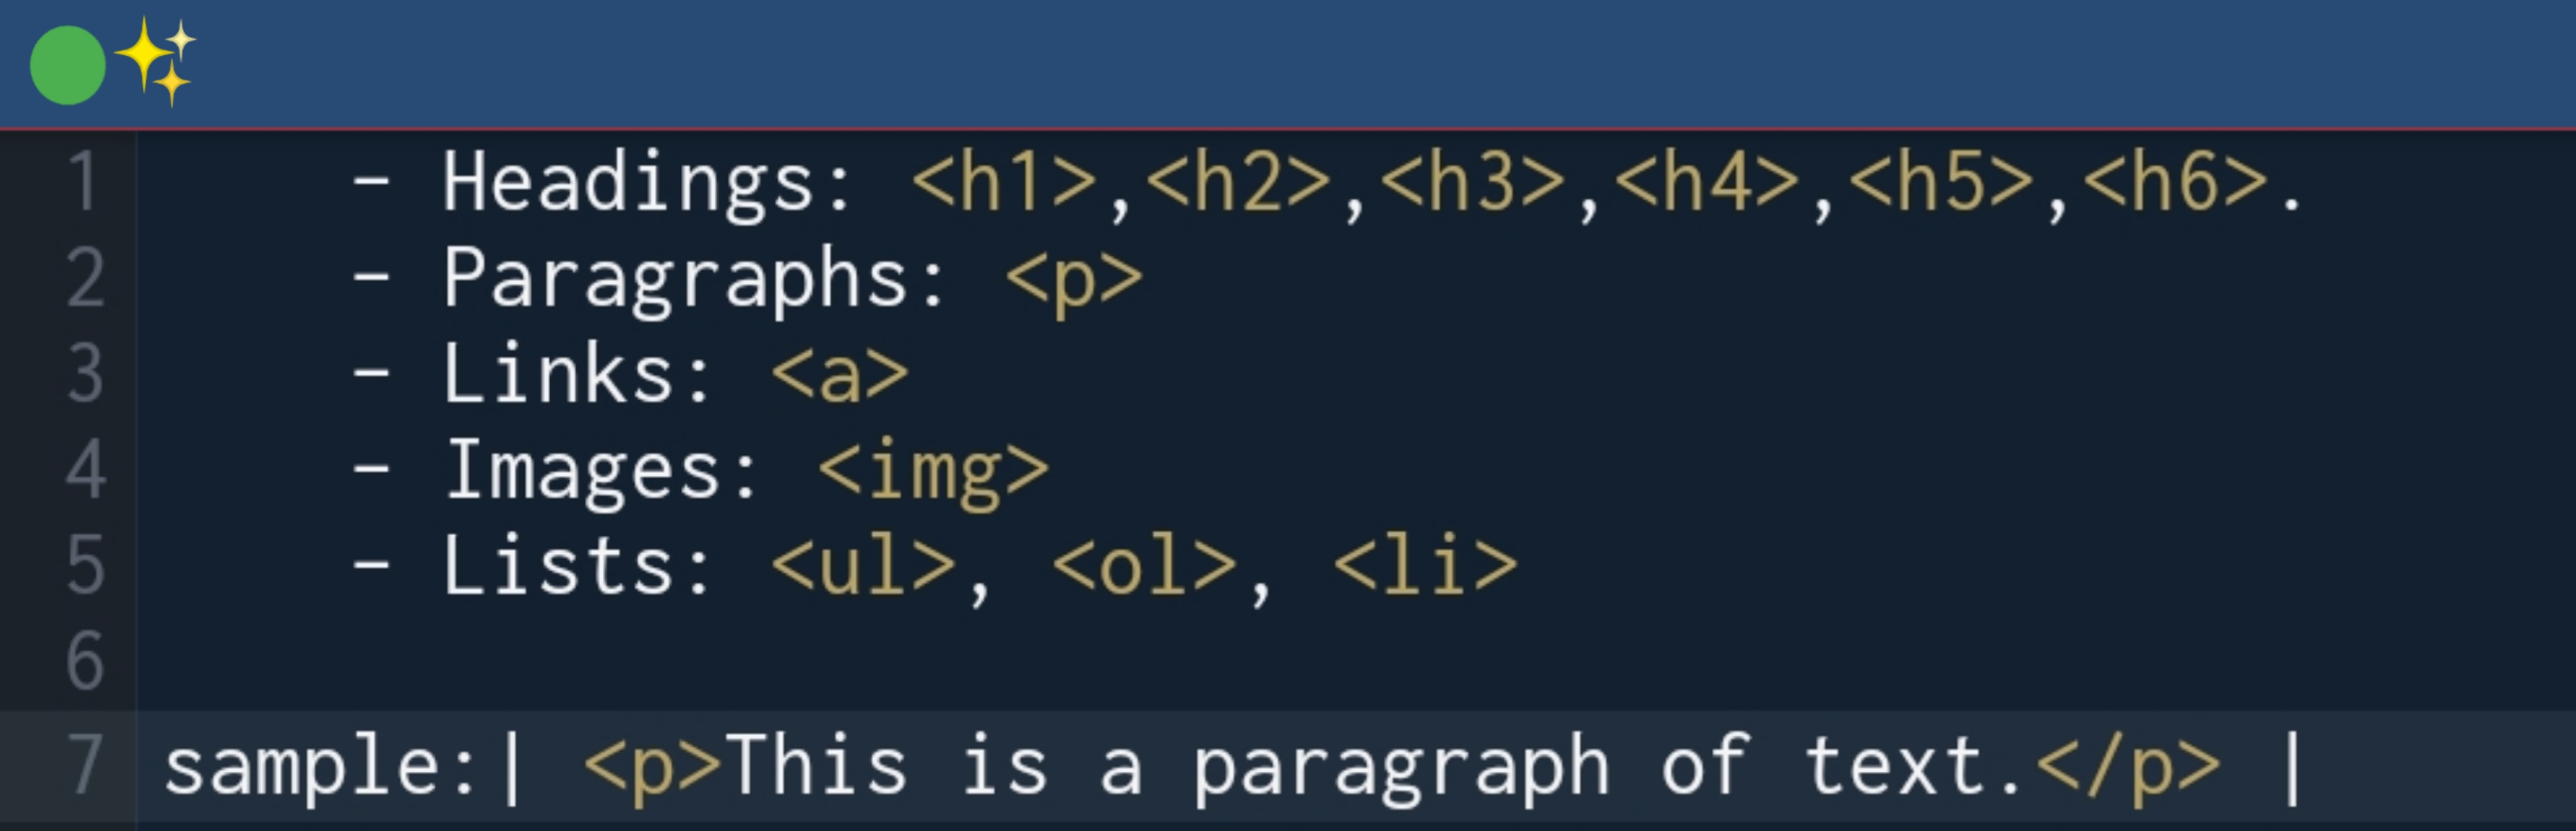 1 - Headings: <h1>,<h2>,<h3>,<h4>,<h5>,<h6>.
2 - Paragraphs: <p>
3 - Links: <a>
4 - Images: <img>
5 - Lists: <ul>, <ol>, <li>
6
7 sample:| <p>This is a paragraph of text.</p> |